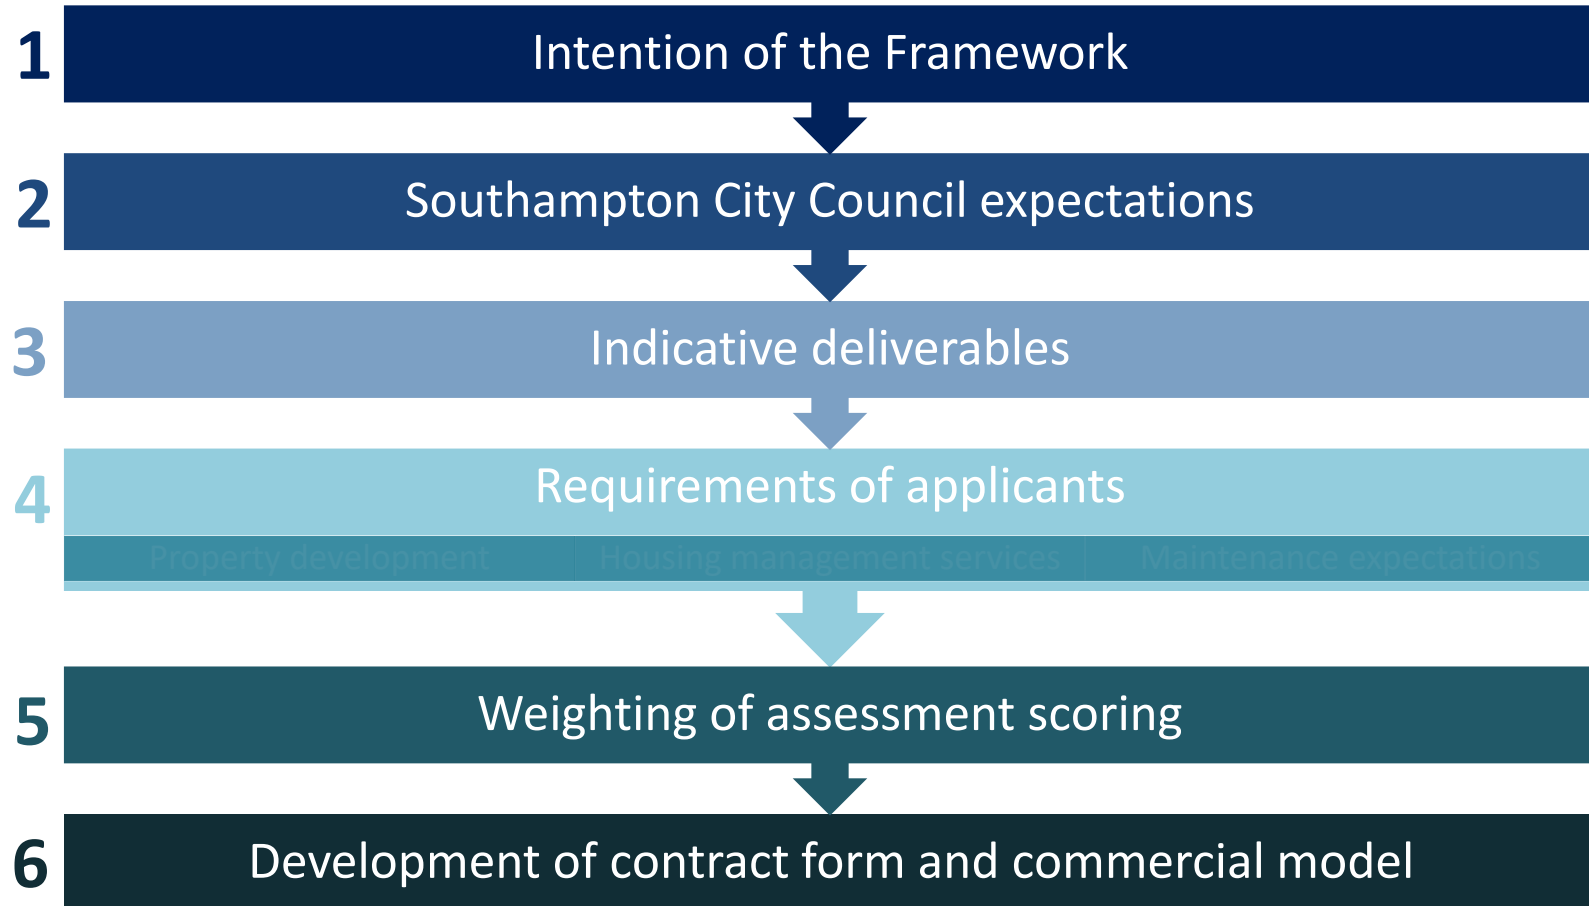 1 Intention of the Framework
2 Southampton City Council expectations
3 Indicative deliverables
4 Requirements of applicants
Property development Housing management services Maintenance expectations
5 Weighting of assessment scoring
6 Development of contract form and commercial model